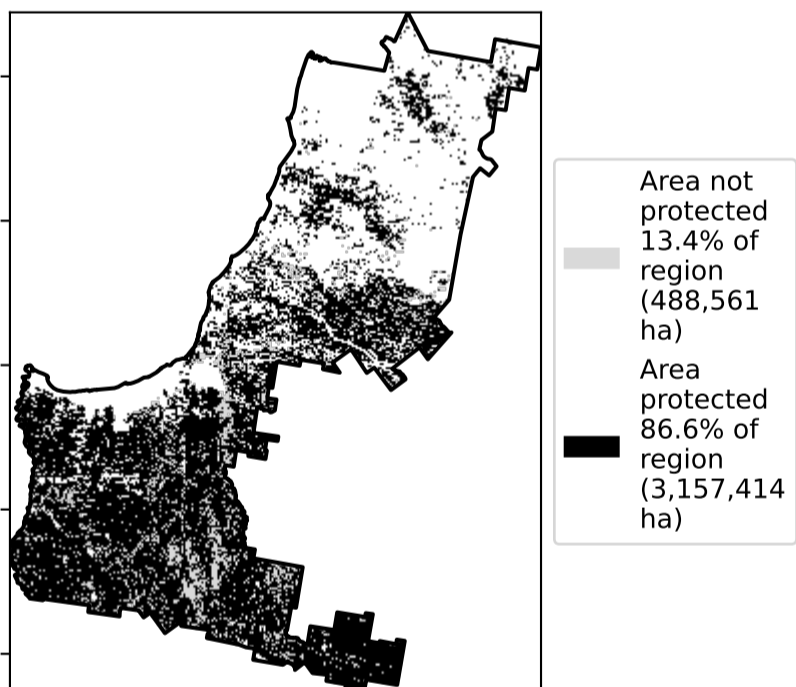 Area not
protected
13.4% of
region
(488,561
ha)
Area
protected
86.6% of
region
(3,157,414
ha)